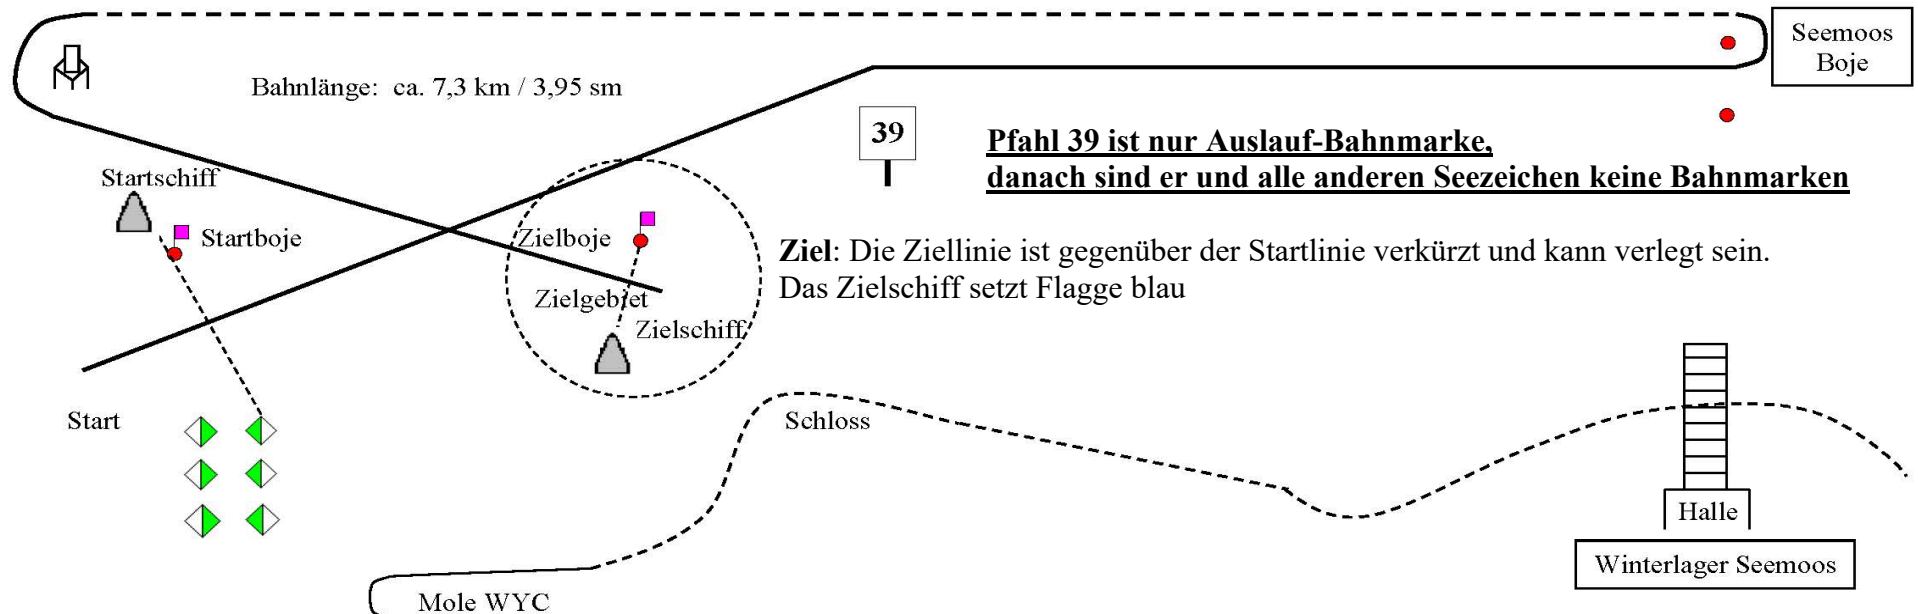 Seemoos
Boje
Bahnlänge: ca. 7,3 km / 3,95 sm
39
Pfahl 39 ist nur Auslauf-Bahnmarke,
danach sind er und alle anderen Seezeichen keine Bahnmarken
Startschiff
Startboje
Zielboje
Ziel: Die Ziellinie ist gegenüber der Startlinie verkürzt und kann verlegt sein.
Das Zielschiff setzt Flagge blau
Zielgebiet
Zielschiff
Start
Schloss
Halle
Winterlager Seemoos
Mole WYC